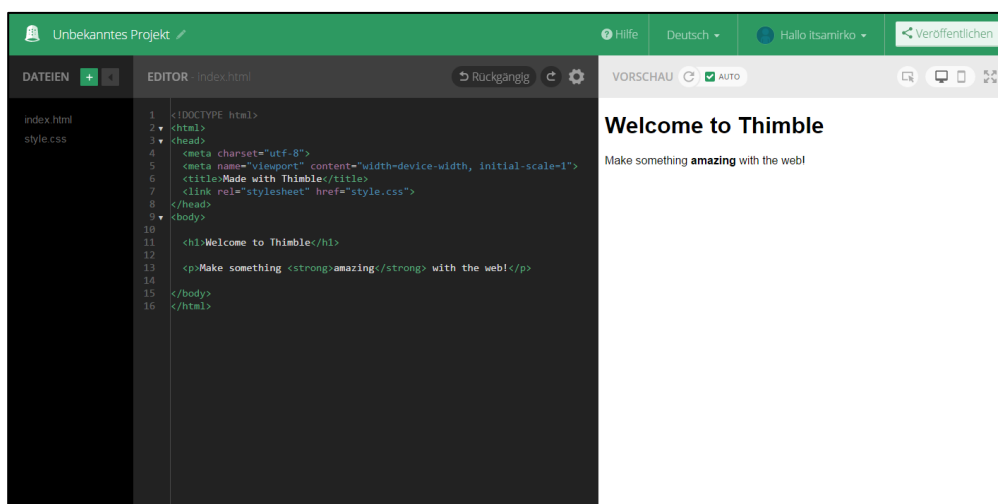 Unbekanntes Projekt
Hilfe
Deutsch
Hallo itsamirko
Veröffentlichen
DATEIEN
EDITOR - index.html
Rückgängig
VORSCHAU
AUTO
index.html
style.css
1 <!DOCTYPE html>
2 <html>
3 <head>
4 <meta charset="utf-8">
5 <meta name="viewport" content="width=device-width, initial-scale=1">
6 <title>Made with Thimble</title>
7 <link rel="stylesheet" href="style.css">
8 </head>
9 <body>
10
11 <h1>Welcome to Thimble</h1>
12
13 <p>Make something <strong>amazing</strong> with the web!</p>
14
15 </body>
16 </html>
Welcome to Thimble
Make something amazing with the web!